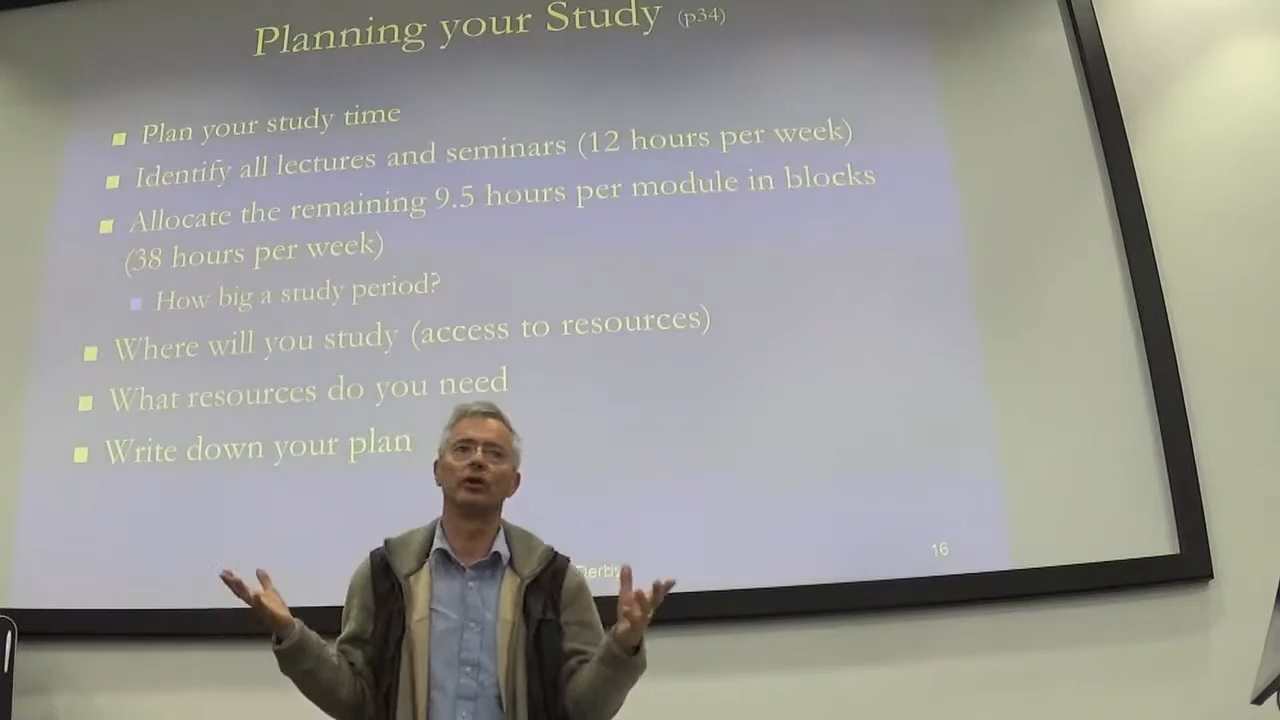 Planning your Study (p34)
Plan your study time
Identify all lectures and seminars (12 hours per week)
Allocate the remaining 9.5 hours per module in blocks
(38 hours per week)
How big a study period?
Where will you study (access to resources)
What resources do you need
Write down your plan
Derby
16